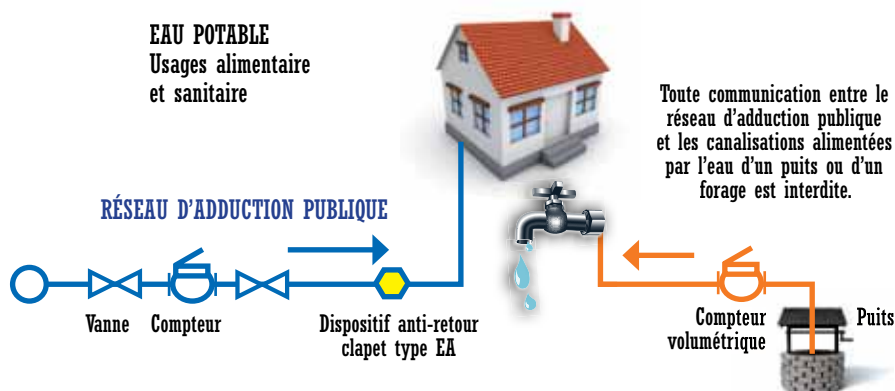 EAU POTABLE
Usages alimentaire
et sanitaire
Toute communication entre le
réseau d'adduction publique
et les canalisations alimentées
par l'eau d'un puits ou d'un
forage est interdite.
RÉSEAU D'ADDUCTION PUBLIQUE
Vanne
Compteur
Dispositif anti-retour
clapet type EA
Compteur
volumétrique
Puits